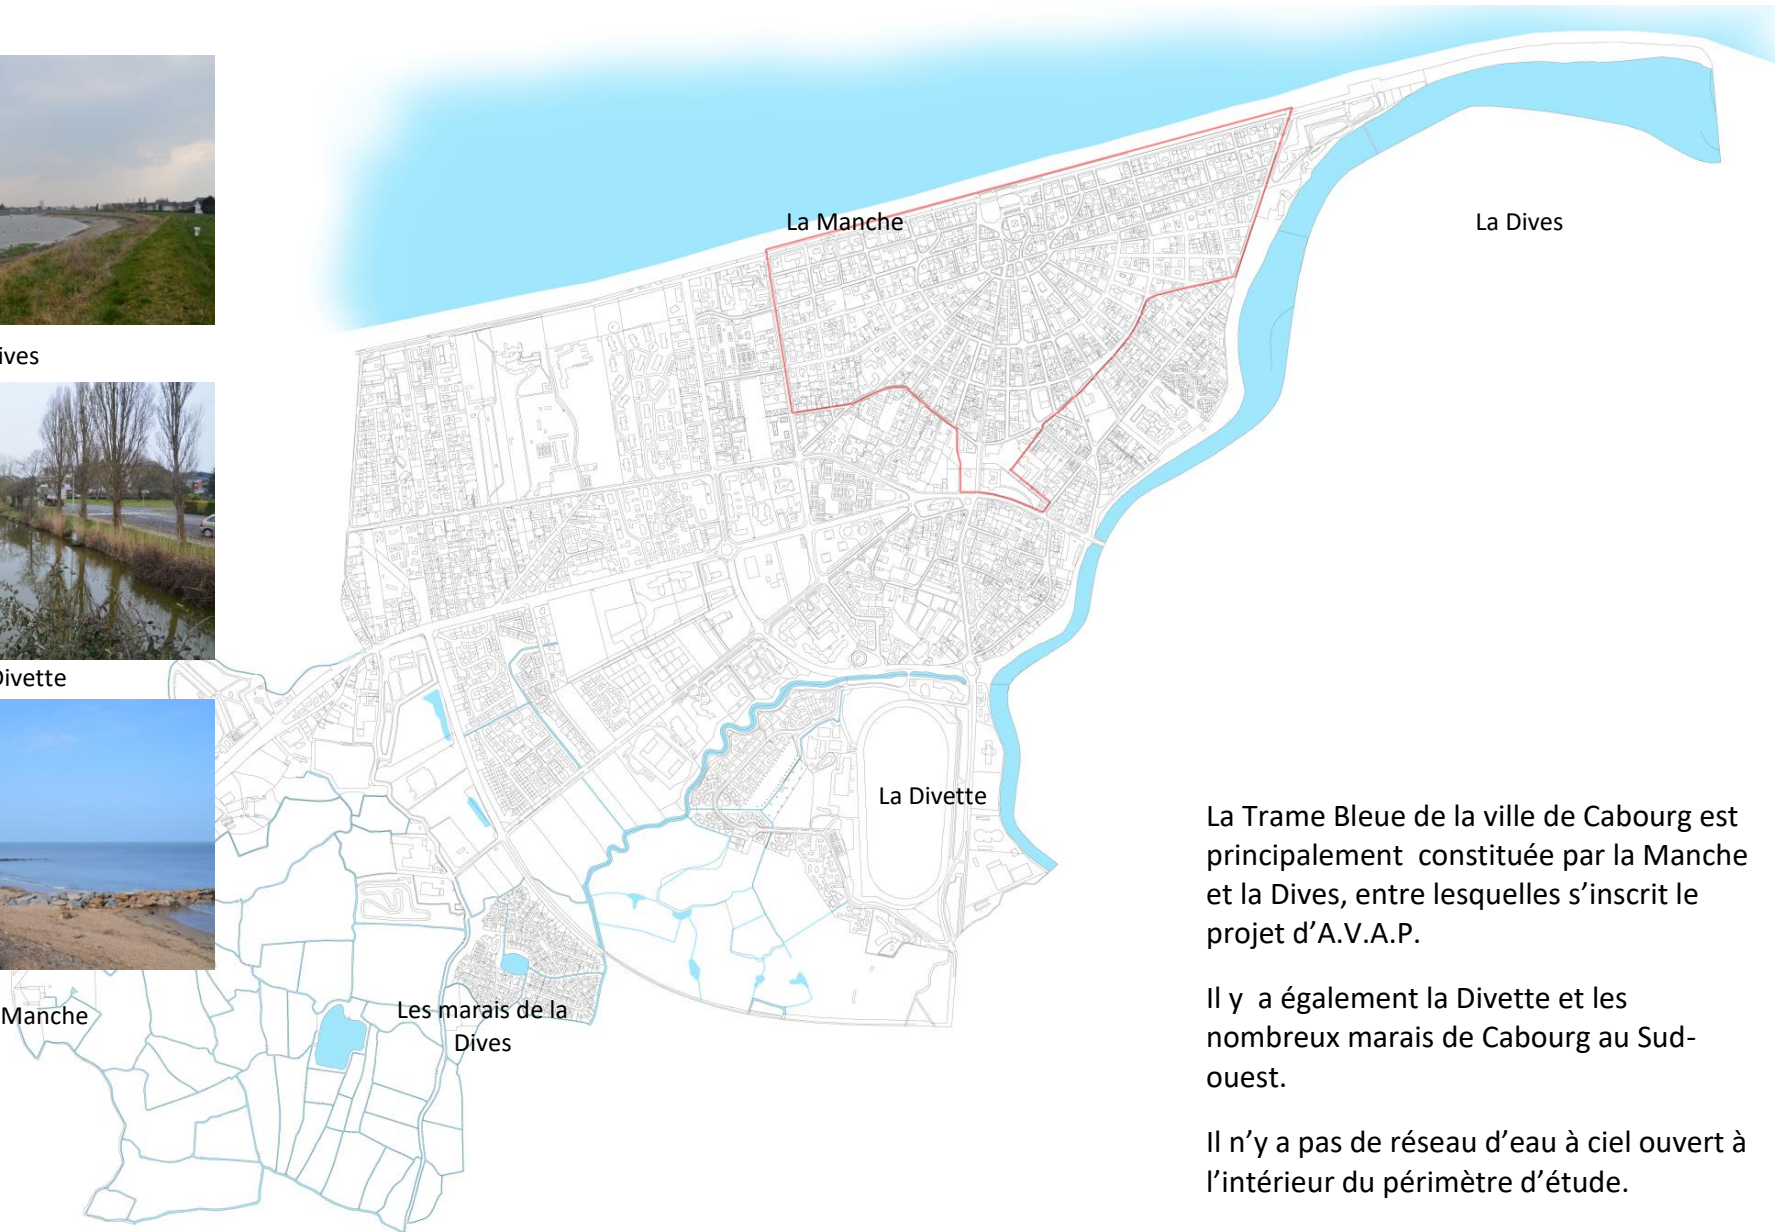 La Manche
La Dives
ives
Divette
La Divette
Manche
Les marais de la
Dives
La Trame Bleue de la ville de Cabourg est
principalement constituée par la Manche
et la Dives, entre lesquelles s’inscrit le
projet d’A.V.A.P.
Il y a également la Divette et les
nombreux marais de Cabourg au Sud-
ouest.
Il n’y a pas de réseau d’eau à ciel ouvert à
l’intérieur du périmètre d’étude.